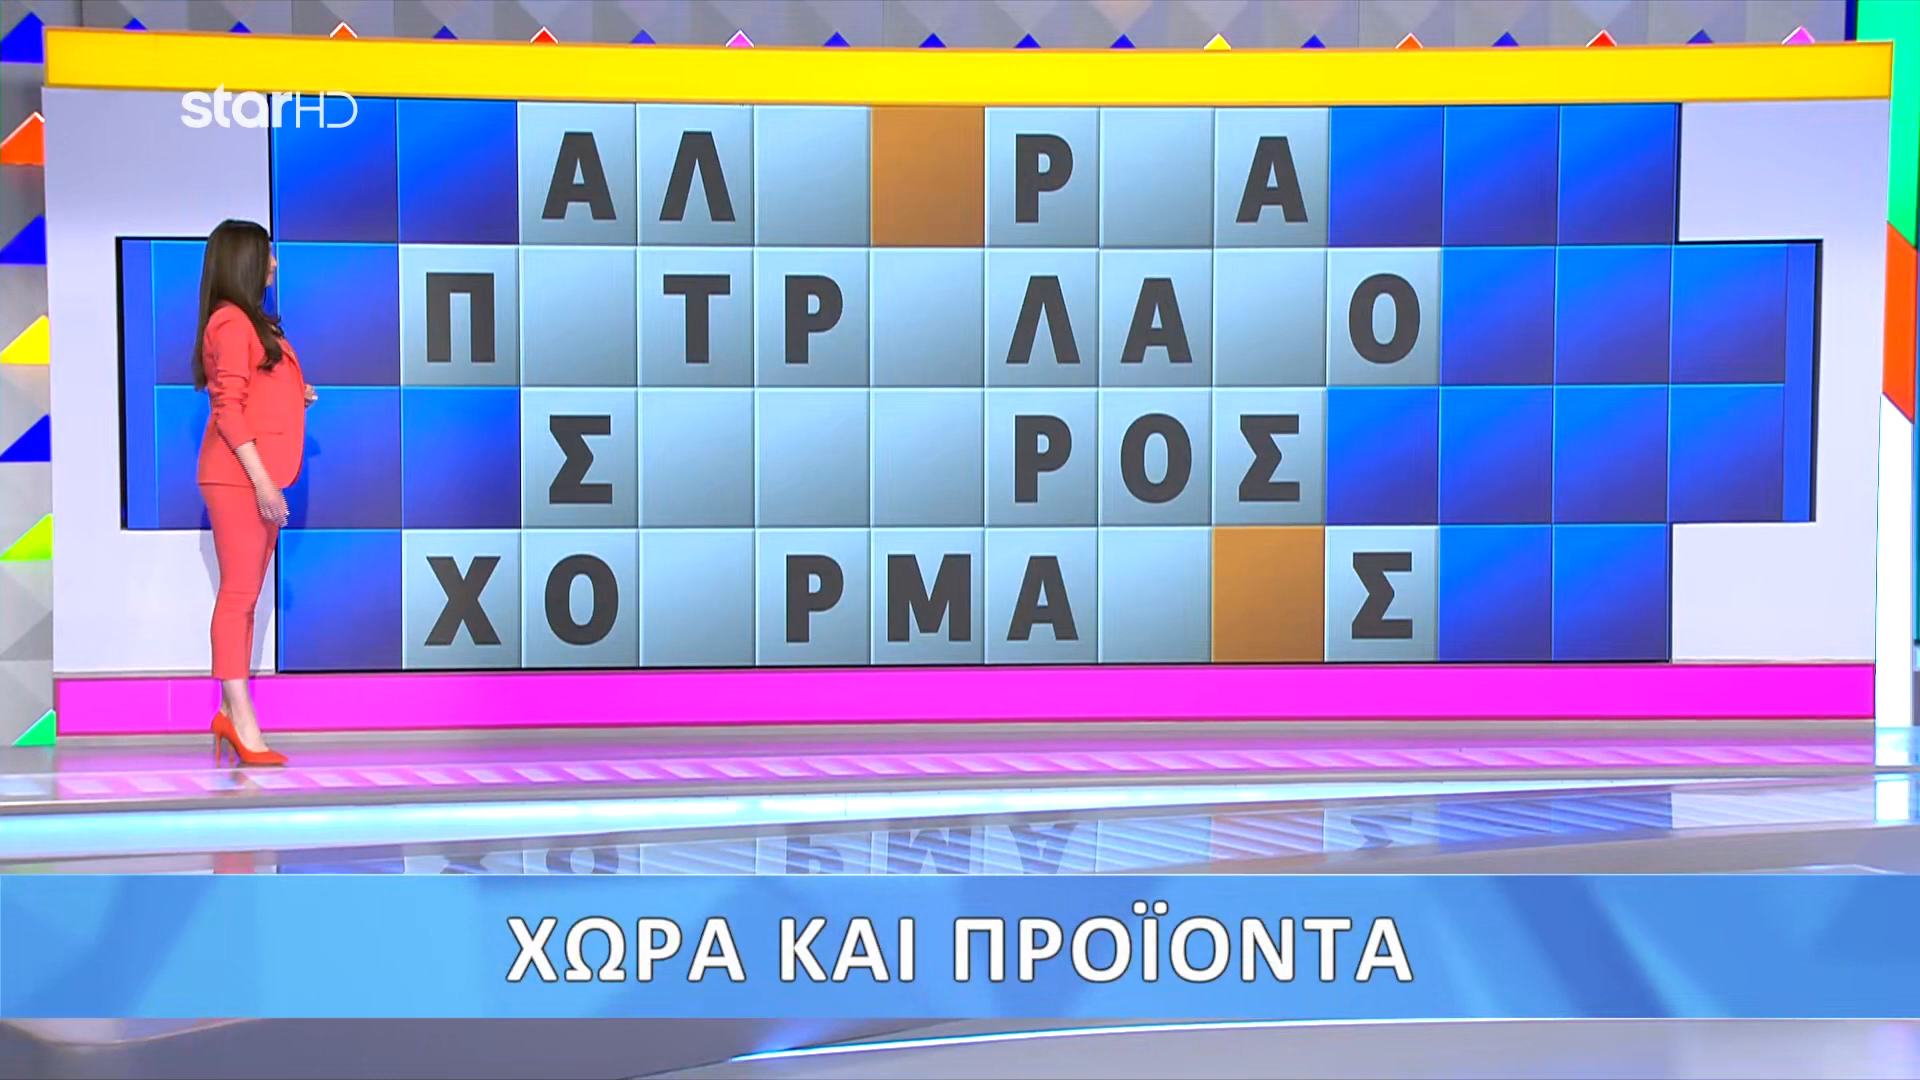 starHD
ΑΛ Ρ Α
Π ΤΡ ΛΑ Ο
Σ ΡΟΣ
ΧΟ ΡΜΑ Σ
ΧΩΡΑ ΚΑΙ ΠΡΟΪΟΝΤΑ